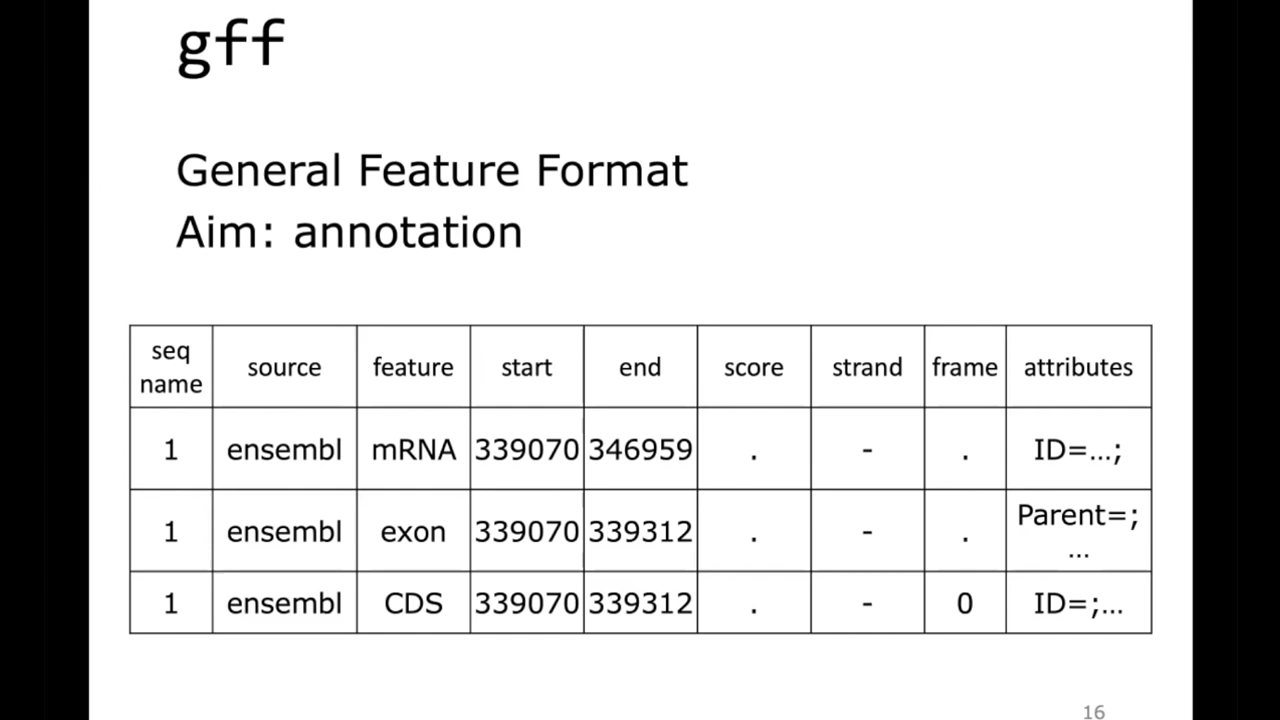 gff
General Feature Format
Aim: annotation
seq name source feature start end score strand frame attributes
1 ensembl mRNA 339070 346959 . - . ID=...;
1 ensembl exon 339070 339312 . - . Parent=; ...
1 ensembl CDS 339070 339312 . - 0 ID=;...
16